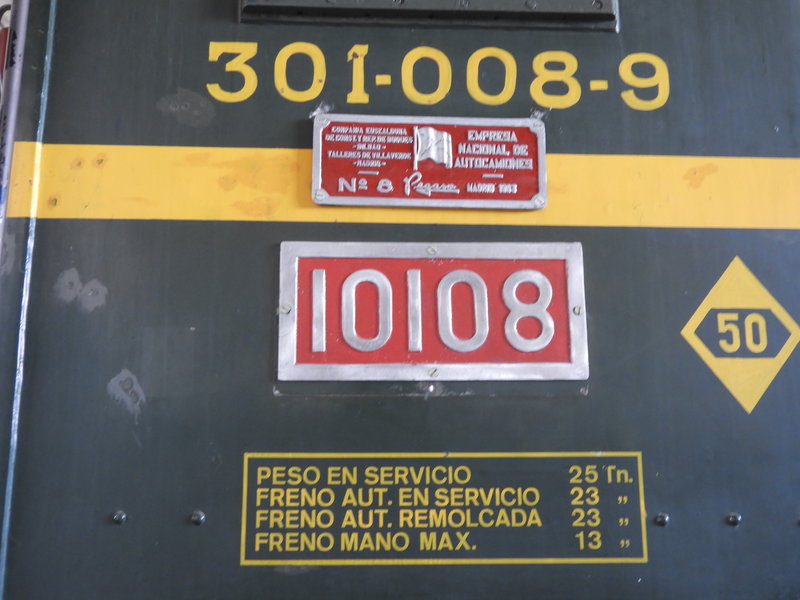 301-008-9
COMPAÑIA EUSKALDUNA
DE CONST. Y REP. DE BUQUES
- BILBAO -
TALLERES DE VILLAVERDE
- MADRID -
Nº 8 Pegaso
EMPRESA
NACIONAL DE
AUTOCAMIONES
MADRID 1963
10108
50
PESO EN SERVICIO 25 Tn.
FRENO AUT. EN SERVICIO 23 „
FRENO AUT. REMOLCADA 23 „
FRENO MANO MAX. 13 „